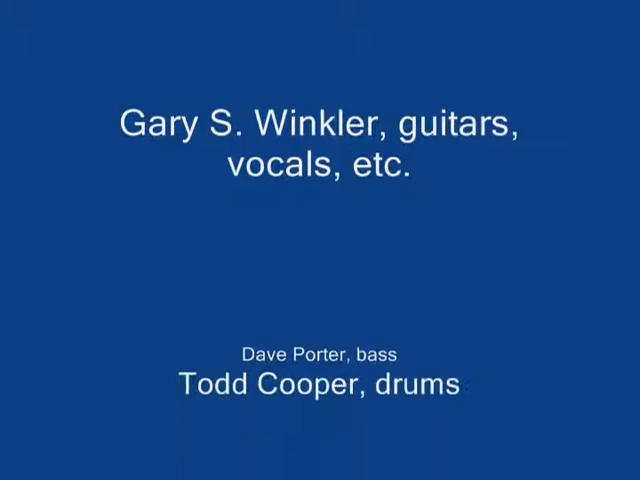 Gary S. Winkler, guitars,
vocals, etc.
Dave Porter, bass
Todd Cooper, drums